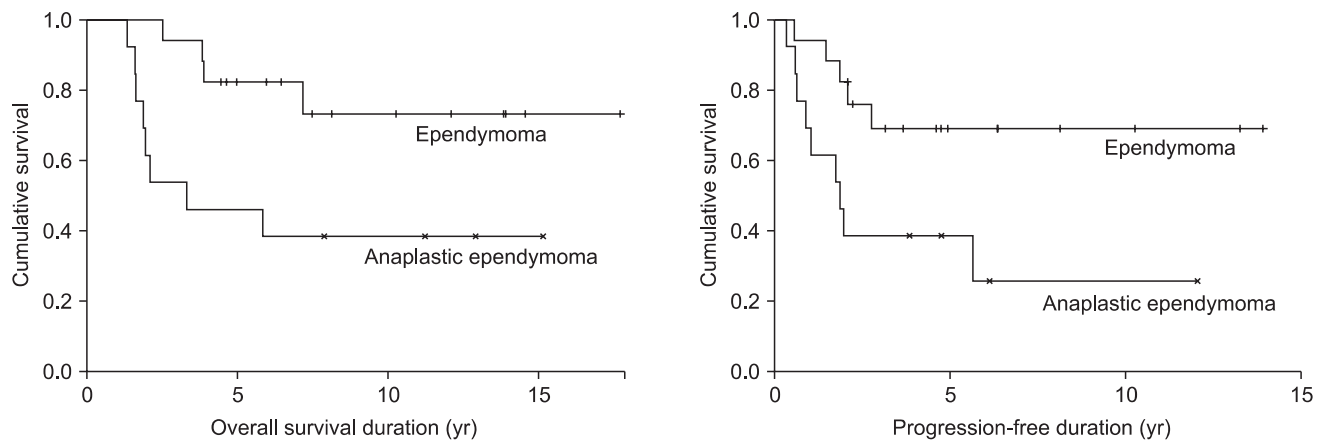 Cumulative survival
1.0
0.8
0.6
0.4
0.2
0.0
Ependymoma
Anaplastic ependymoma
0
5
10
15
Overall survival duration (yr)
Cumulative survival
1.0
0.8
0.6
0.4
0.2
0.0
Ependymoma
Anaplastic ependymoma
0
5
10
15
Progression-free duration (yr)